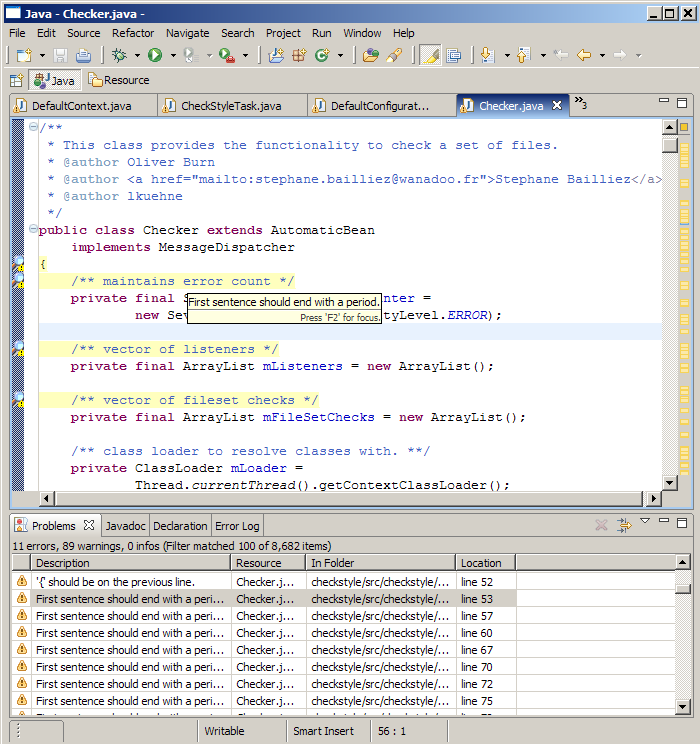 Java - Checker.java -
File Edit Source Refactor Navigate Search Project Run Window Help
Java Resource
DefaultContext.java CheckStyleTask.java DefaultConfigurat... Checker.java »3
/**
* This class provides the functionality to check a set of files.
* @author Oliver Burn
* @author <a href="mailto:stephane.bailliez@wanadoo.fr">Stephane Bailliez</a>
* @author lkuehne
*/
public class Checker extends AutomaticBean
implements MessageDispatcher
{
/** maintains error count */
private final S nter =
First sentence should end with a period.
new Sev tyLevel.ERROR);
Press 'F2' for focus.
/** vector of listeners */
private final ArrayList mListeners = new ArrayList();
/** vector of fileset checks */
private final ArrayList mFileSetChecks = new ArrayList();
/** class loader to resolve classes with. **/
private ClassLoader mLoader =
Thread.currentThread().getContextClassLoader();
Problems Javadoc Declaration Error Log
11 errors, 89 warnings, 0 infos (Filter matched 100 of 8,682 items)
Description Resource In Folder Location
'{' should be on the previous line. Checker.j... checkstyle/src/checkstyle/... line 52
First sentence should end with a peri... Checker.j... checkstyle/src/checkstyle/... line 53
First sentence should end with a peri... Checker.j... checkstyle/src/checkstyle/... line 57
First sentence should end with a peri... Checker.j... checkstyle/src/checkstyle/... line 60
First sentence should end with a peri... Checker.j... checkstyle/src/checkstyle/... line 67
First sentence should end with a peri... Checker.j... checkstyle/src/checkstyle/... line 70
First sentence should end with a peri... Checker.j... checkstyle/src/checkstyle/... line 72
First sentence should end with a peri... Checker.j... checkstyle/src/checkstyle/... line 75
Writable Smart Insert 56 : 1